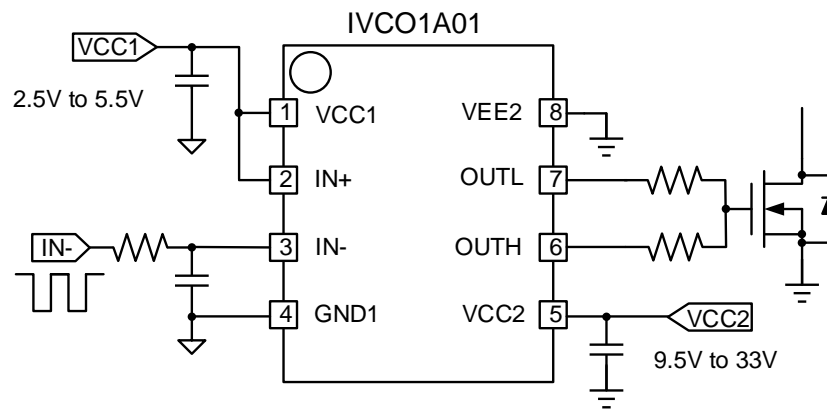 IVCO1A01
VCC1
2.5V to 5.5V
1 VCC1
VEE2 8
2 IN+
OUTL 7
IN-
3 IN-
OUTH 6
4 GND1
VCC2 5
VCC2
9.5V to 33V